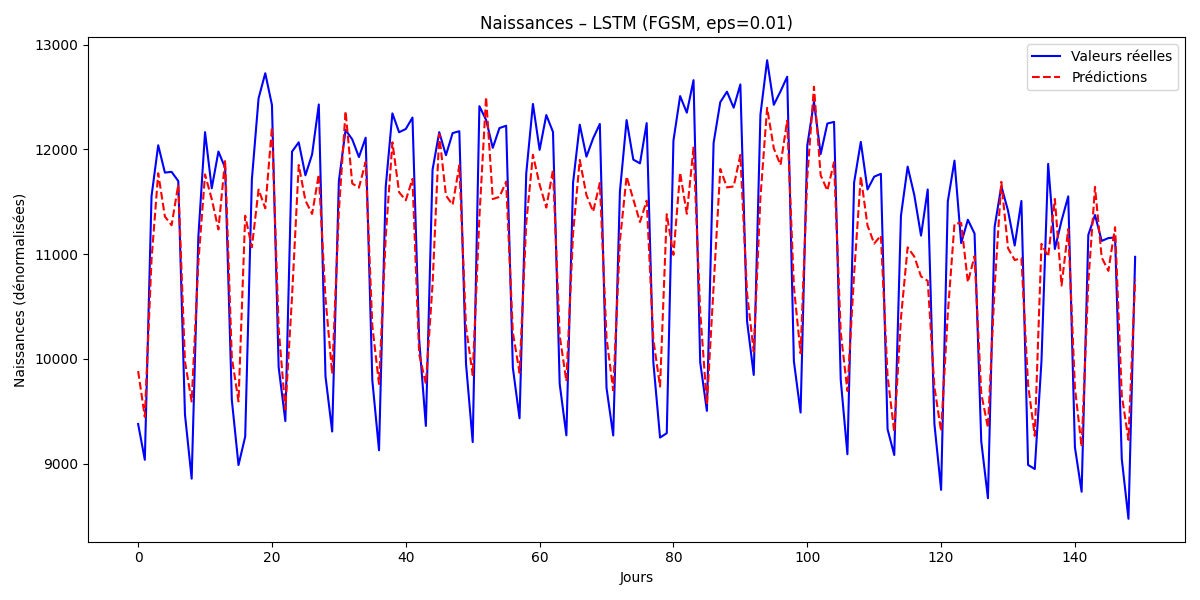 Naissances – LSTM (FGSM, eps=0.01)
Valeurs réelles
Prédictions
Naissances (dénormalisées)
13000
12000
11000
10000
9000
0 20 40 60 80 100 120 140
Jours